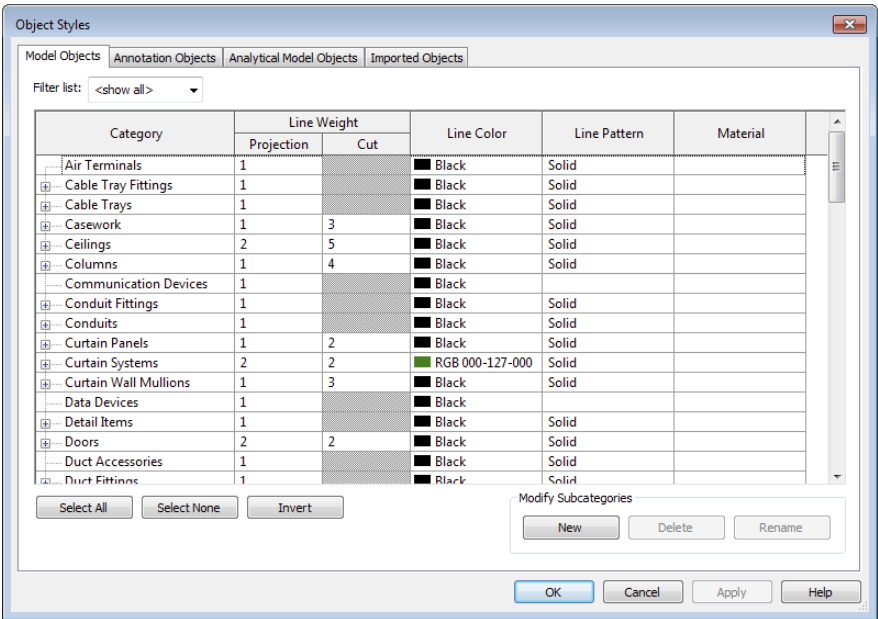 Object Styles
Model Objects Annotation Objects Analytical Model Objects Imported Objects
Filter list: <show all>
Category Line Weight Line Color Line Pattern Material
Projection Cut
Air Terminals 1 Black Solid
Cable Tray Fittings 1 Black Solid
Cable Trays 1 Black Solid
Casework 1 3 Black Solid
Ceilings 2 5 Black Solid
Columns 1 4 Black Solid
Communication Devices 1 Black
Conduit Fittings 1 Black Solid
Conduits 1 Black Solid
Curtain Panels 1 2 Black Solid
Curtain Systems 2 2 RGB 000-127-000 Solid
Curtain Wall Mullions 1 3 Black Solid
Data Devices 1 Black
Detail Items 1 Black Solid
Doors 2 2 Black Solid
Duct Accessories 1 Black Solid
Duct Fittings 1 Black Solid
Select All Select None Invert
Modify Subcategories
New Delete Rename
OK Cancel Apply Help